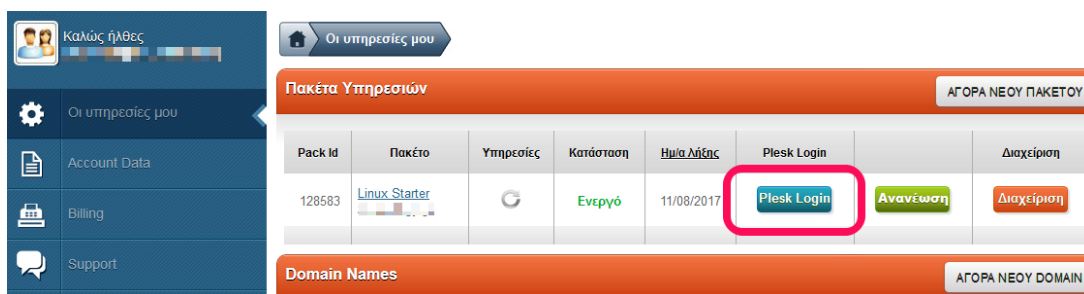 Καλώς ήλθες
Οι υπηρεσίες μου
Οι υπηρεσίες μου
Account Data
Billing
Support
Πακέτα Υπηρεσιών
ΑΓΟΡΑ ΝΕΟΥ ΠΑΚΕΤΟΥ
Pack Id Πακέτο Υπηρεσίες Κατάσταση Ημ/α Λήξης Plesk Login Διαχείριση
128583 Linux Starter Ενεργό 11/08/2017 Plesk Login Ανανέωση Διαχείριση
Domain Names
ΑΓΟΡΑ ΝΕΟΥ DOMAIN